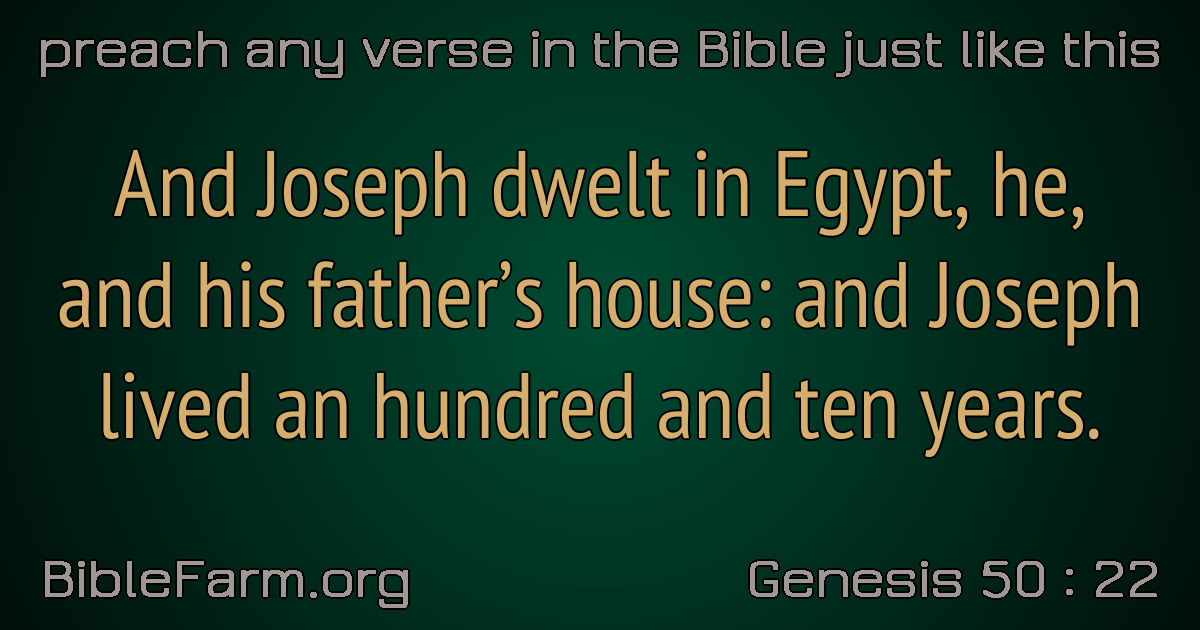 preach any verse in the Bible just like this
And Joseph dwelt in Egypt, he,
and his father’s house: and Joseph
lived an hundred and ten years.
BibleFarm.org
Genesis 50 : 22